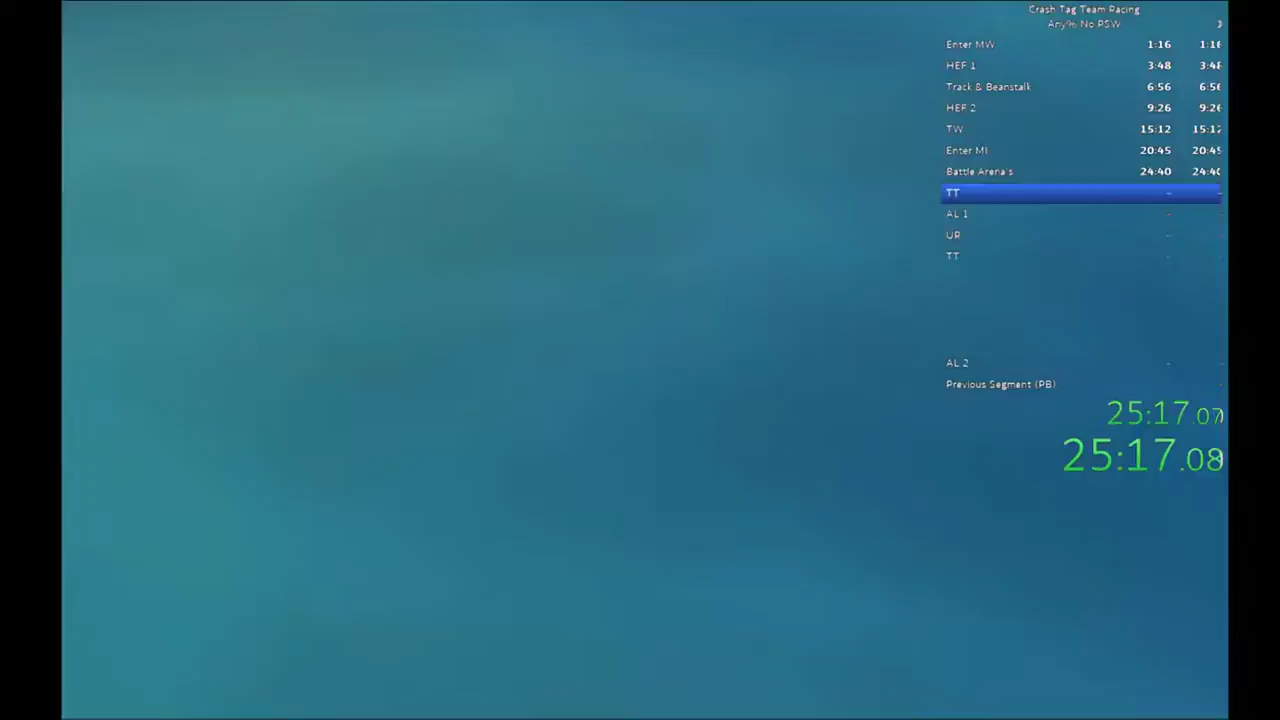 Crash Tag Team Racing
Any% No PSW
Enter MW 1:16 1:16
HEF 1 3:48 3:48
Track & Beanstalk 6:56 6:56
HEF 2 9:26 9:26
TW 15:12 15:12
Enter MI 20:45 20:45
Battle Arena's 24:40 24:40
TT - -
AL 1 - -
UR - -
TT - -
AL 2 - -
Previous Segment (PB) -
25:17.07
25:17.08